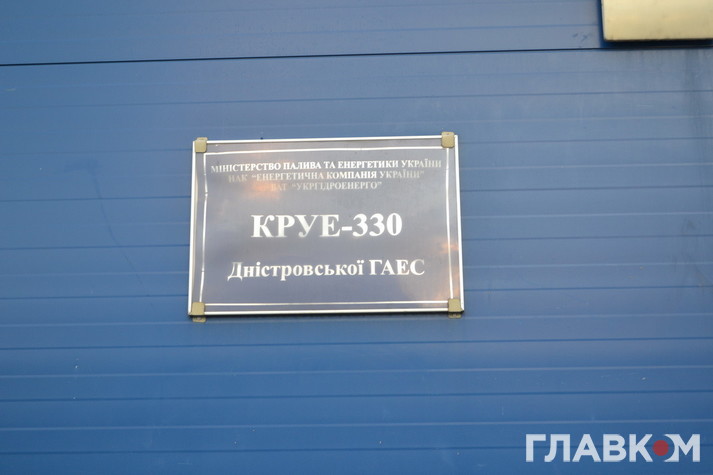 МІНІСТЕРСТВО ПАЛИВА ТА ЕНЕРГЕТИКИ УКРАЇНИ
НАК "ЕНЕРГЕТИЧНА КОМПАНІЯ УКРАЇНИ"
ВАТ "УКРГІДРОЕНЕРГО"
КРУЕ-330
Дністровської ГАЕС
ГЛАВКОМ